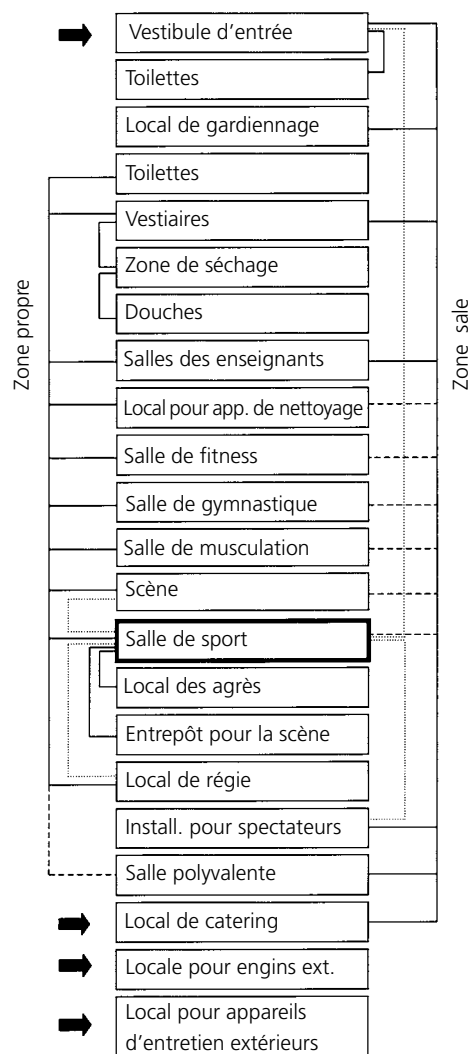 Vestibule d'entrée
Toilettes
Local de gardiennage
Toilettes
Vestiaires
Zone de séchage
Douches
Salles des enseignants
Local pour app. de nettoyage
Salle de fitness
Salle de gymnastique
Salle de musculation
Scène
Salle de sport
Local des agrès
Entrepôt pour la scène
Local de régie
Install. pour spectateurs
Salle polyvalente
Local de catering
Locale pour engins ext.
Local pour appareils
d'entretien extérieurs
Zone propre
Zone sale